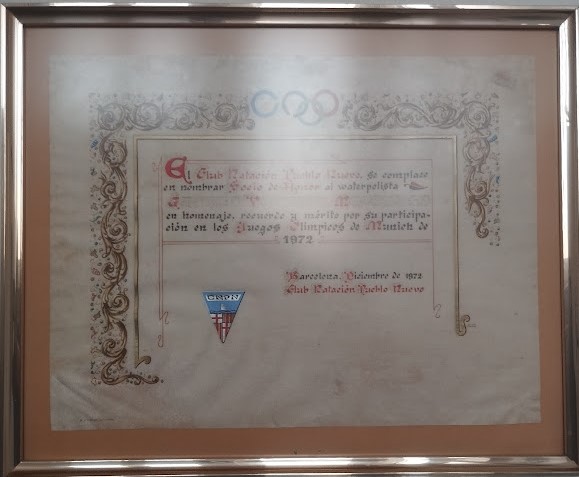 El Club Natación Pueblo Nuevo, se complace
en nombrar Socio de Honor al waterpolista
en homenaje, recuerdo y mérito por su participa-
ción en los Juegos Olímpicos de Munich de
1972
Barcelona, Diciembre de 1972
Club Natación Pueblo Nuevo
CNPN